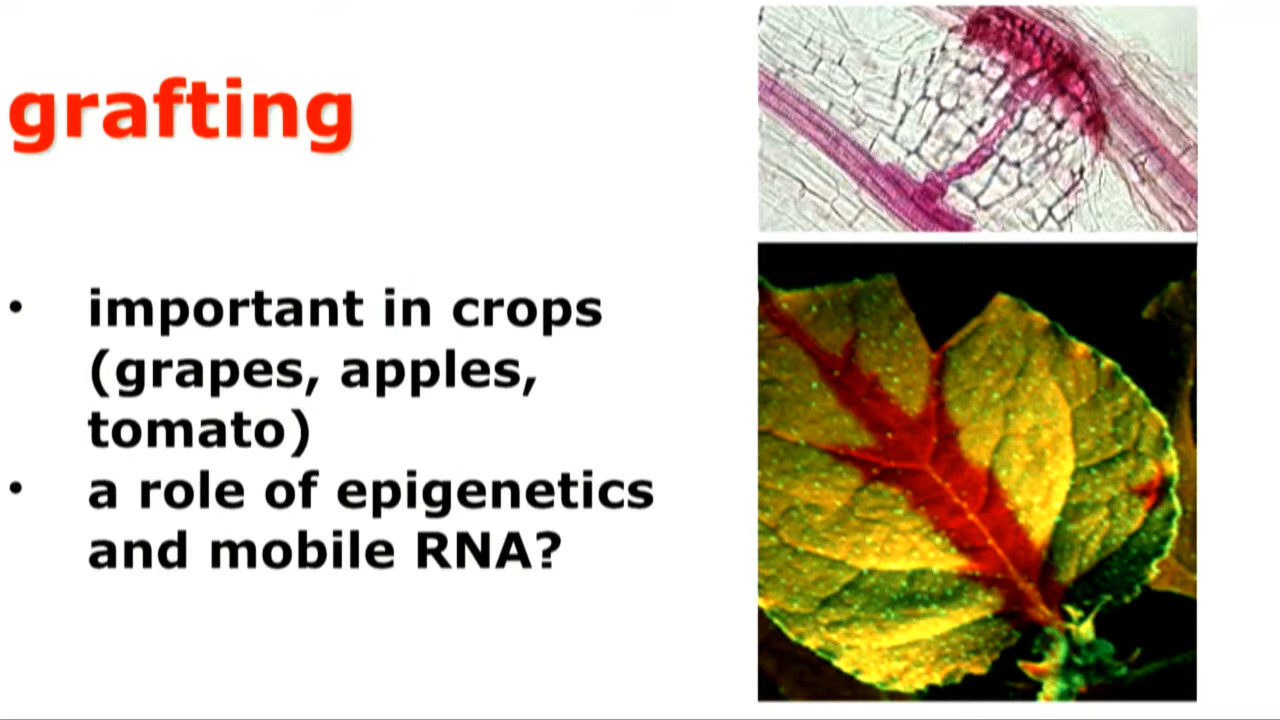 grafting
• important in crops
(grapes, apples,
tomato)
• a role of epigenetics
and mobile RNA?